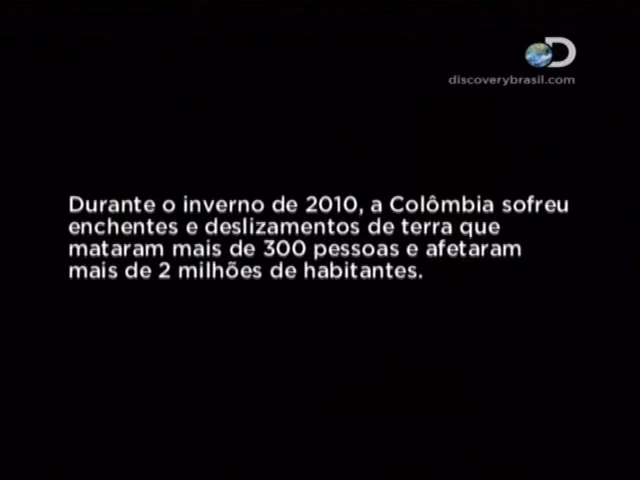 D
discoverybrasil.com
Durante o inverno de 2010, a Colômbia sofreu
enchentes e deslizamentos de terra que
mataram mais de 300 pessoas e afetaram
mais de 2 milhões de habitantes.